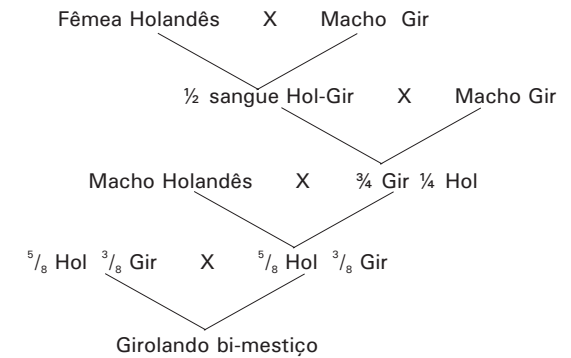 Fêmea Holandês X Macho Gir
½ sangue Hol-Gir X Macho Gir
Macho Holandês X ¾ Gir ¼ Hol
⁵/₈ Hol ³/₈ Gir X ⁵/₈ Hol ³/₈ Gir
Girolando bi-mestiço